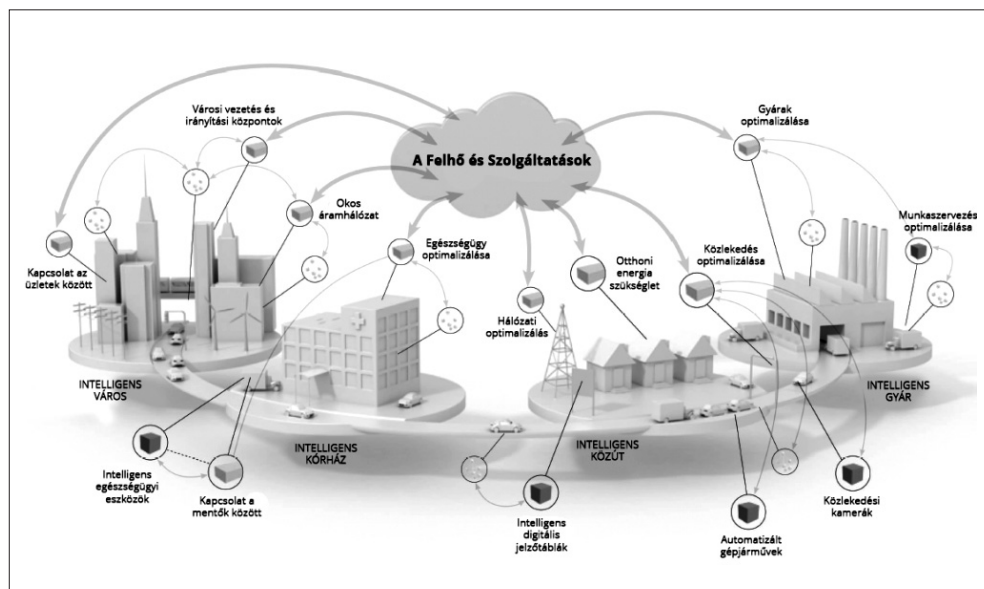 Városi vezetés és
irányítási központok
Gyárak
optimalizálása
A Felhő és Szolgáltatások
Okos
áramhálózat
Munkaszervezés
optimalizálása
Egészségügy
optimalizálása
Otthoni
energia
szükséglet
Közlekedés
optimalizálása
Kapcsolat az
üzletek között
Hálózati
optimalizálás
INTELLIGENS
VÁROS
INTELLIGENS
KÓRHÁZ
INTELLIGENS
KÖZÚT
INTELLIGENS
GYÁR
Intelligens
egészségügyi
eszközök
Kapcsolat a
mentők között
Intelligens
digitális
jelzőtáblák
Automatizált
gépjárművek
Közlekedési
kamerák